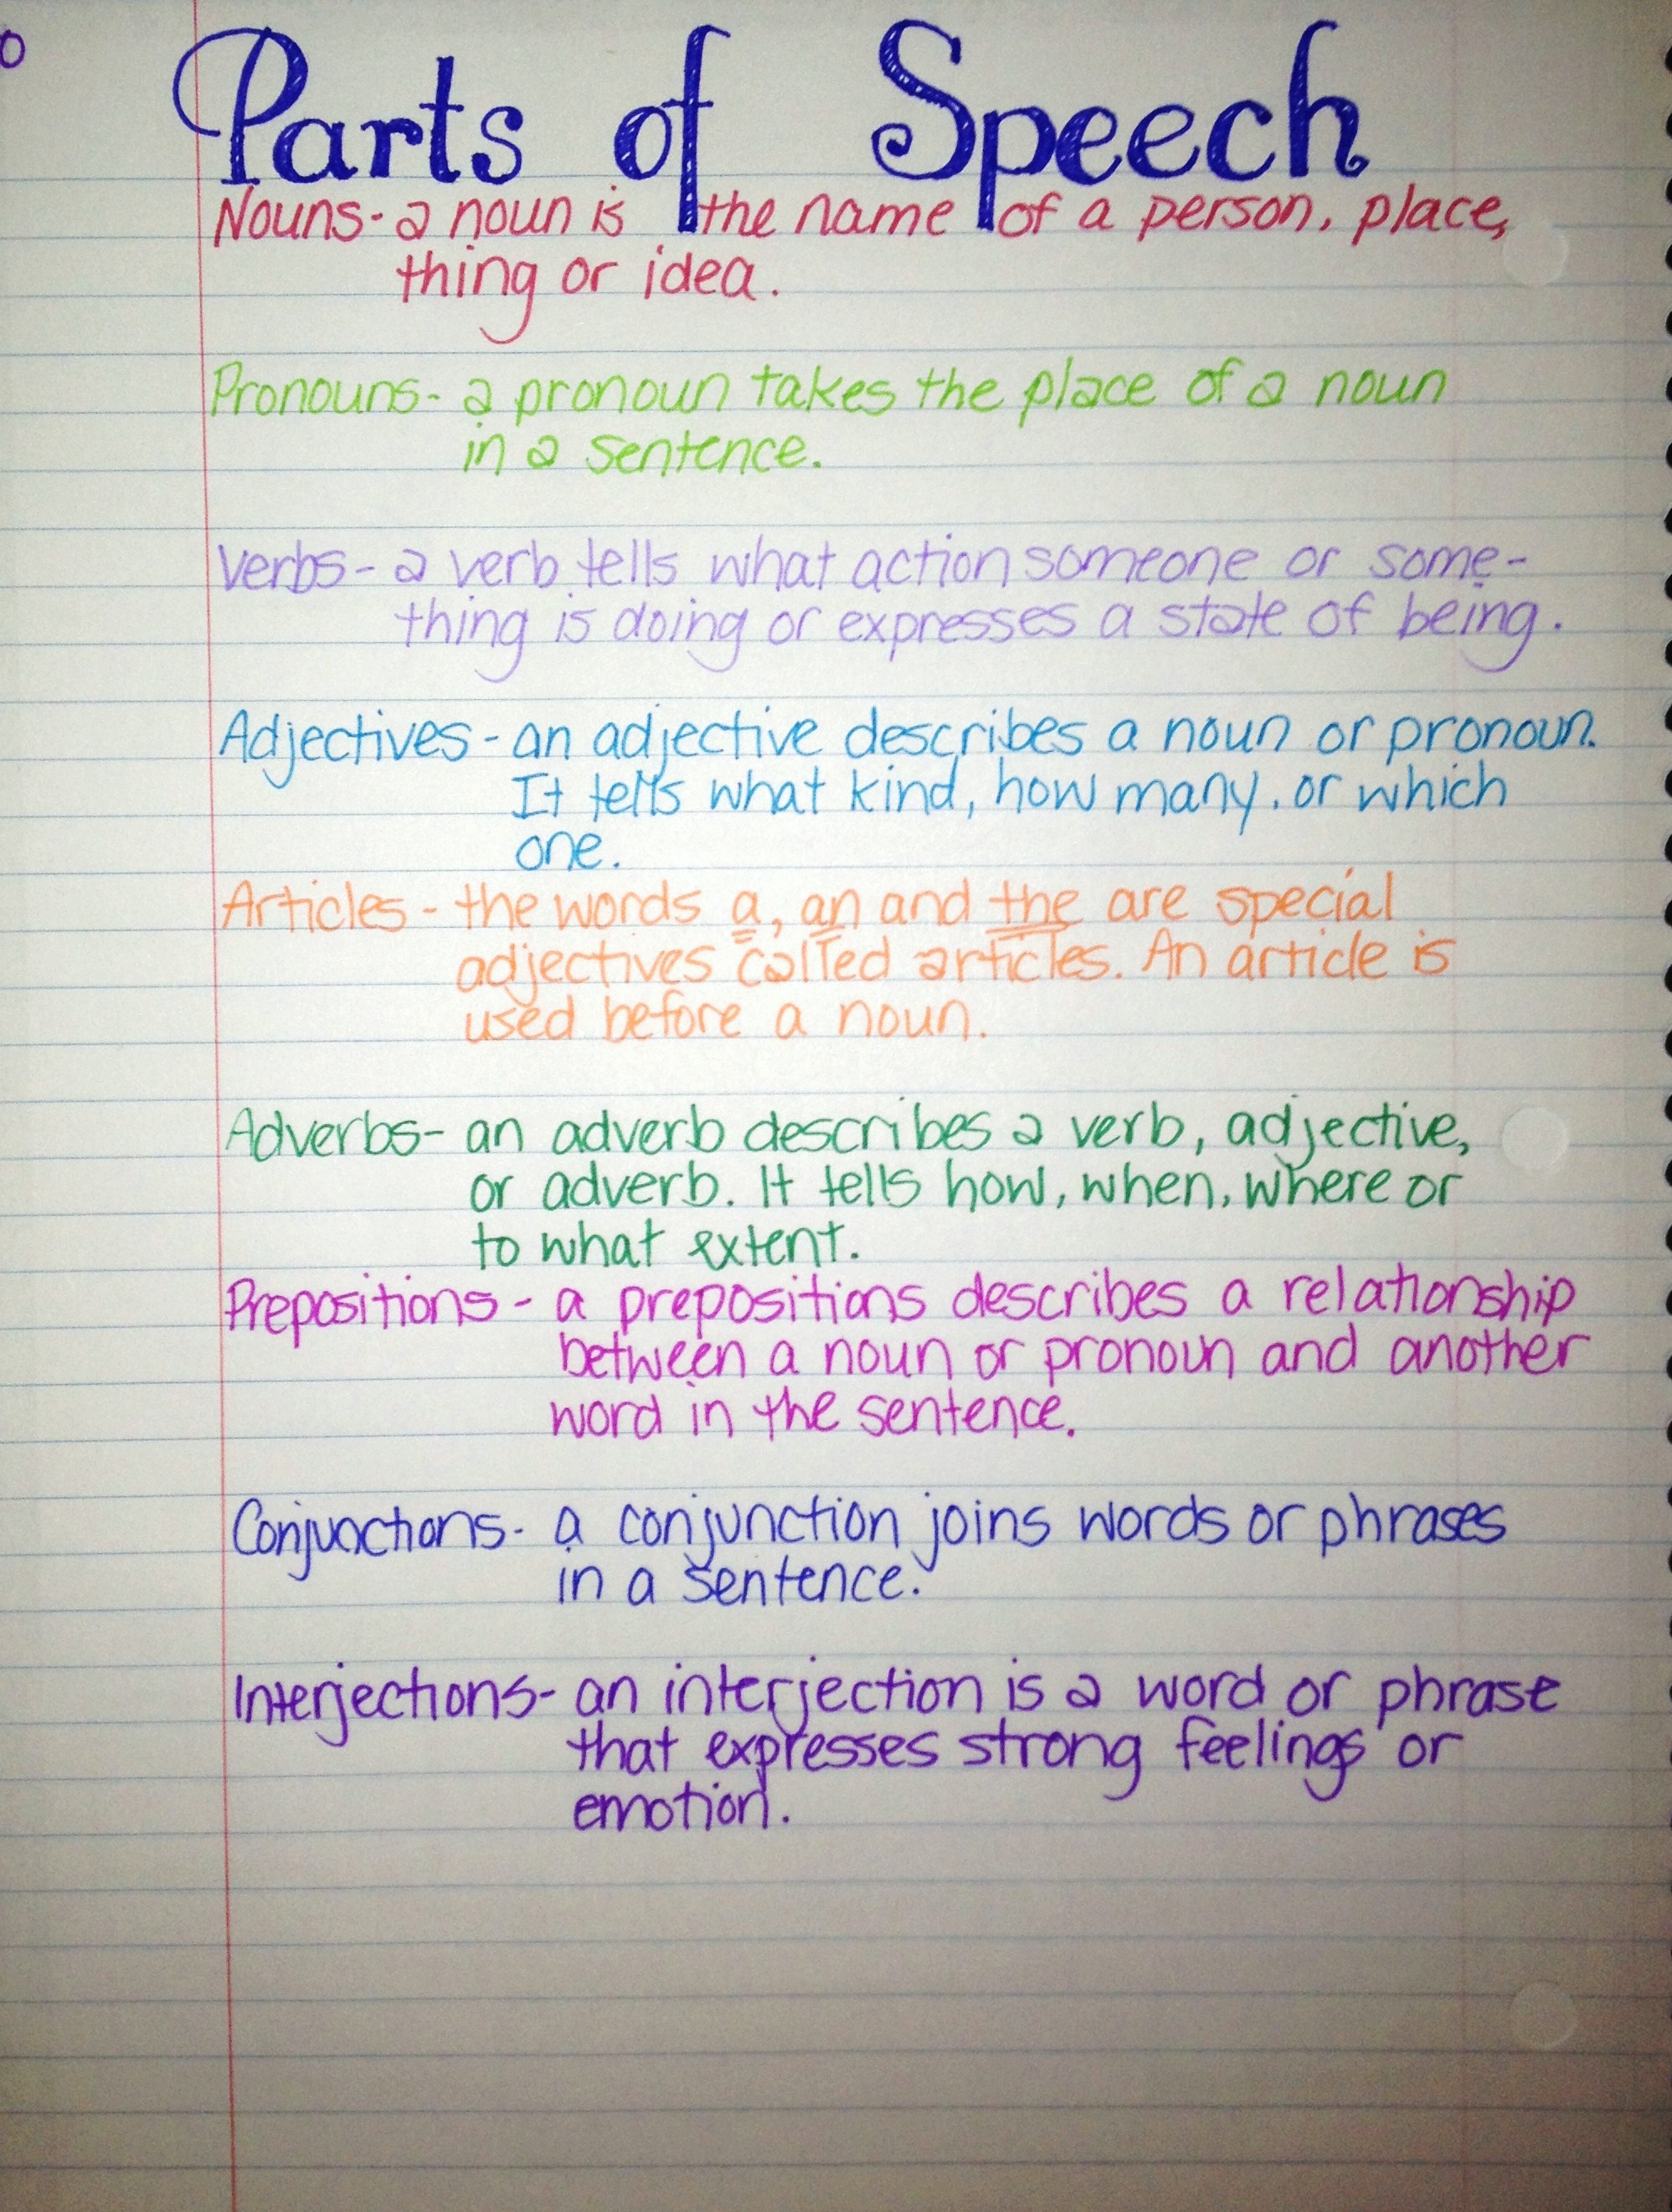 Parts of Speech
Nouns- a noun is the name of a person, place,
thing or idea.
Pronouns- a pronoun takes the place of a noun
in a sentence.
Verbs- a verb tells what action someone or some-
thing is doing or expresses a state of being.
Adjectives- an adjective describes a noun or pronoun.
It tells what kind, how many, or which
one.
Articles- the words a, an and the are special
adjectives called articles. An article is
used before a noun.
Adverbs- an adverb describes a verb, adjective,
or adverb. It tells how, when, where or
to what extent.
Prepositions- a prepositions describes a relationship
between a noun or pronoun and another
word in the sentence.
Conjunctions- a conjunction joins words or phrases
in a sentence.
Interjections- an interjection is a word or phrase
that expresses strong feelings or
emotion.